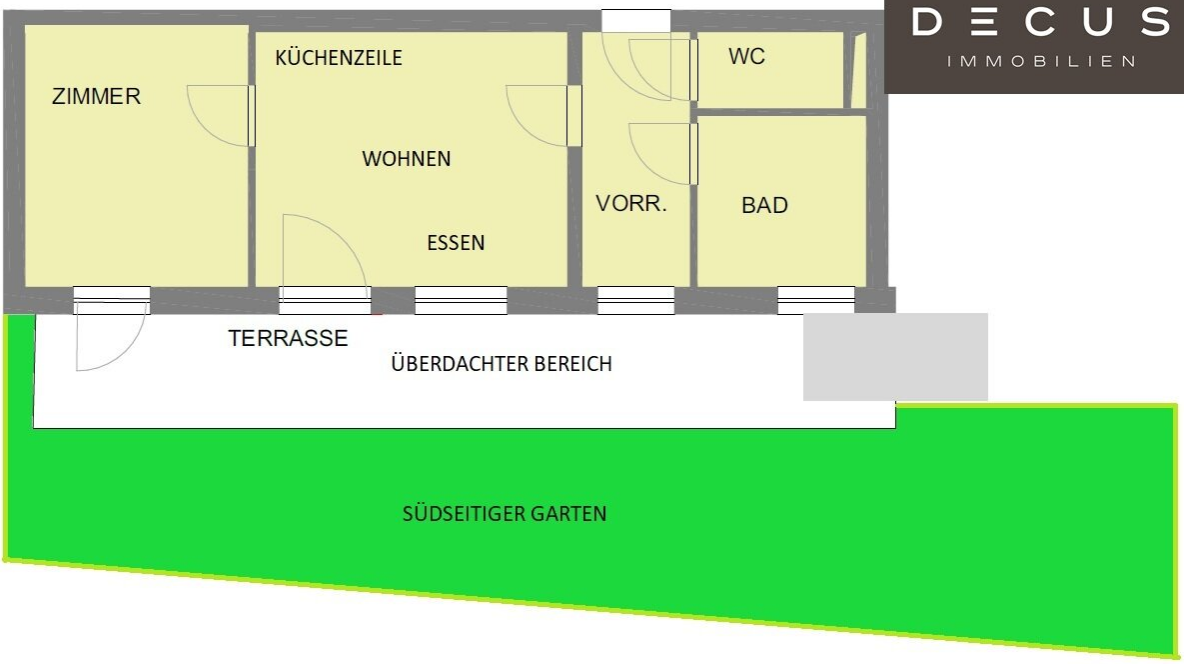 DECUS
IMMOBILIEN
KÜCHENZEILE
WC
ZIMMER
WOHNEN
VORR.
BAD
ESSEN
TERRASSE
ÜBERDACHTER BEREICH
SÜDSEITIGER GARTEN